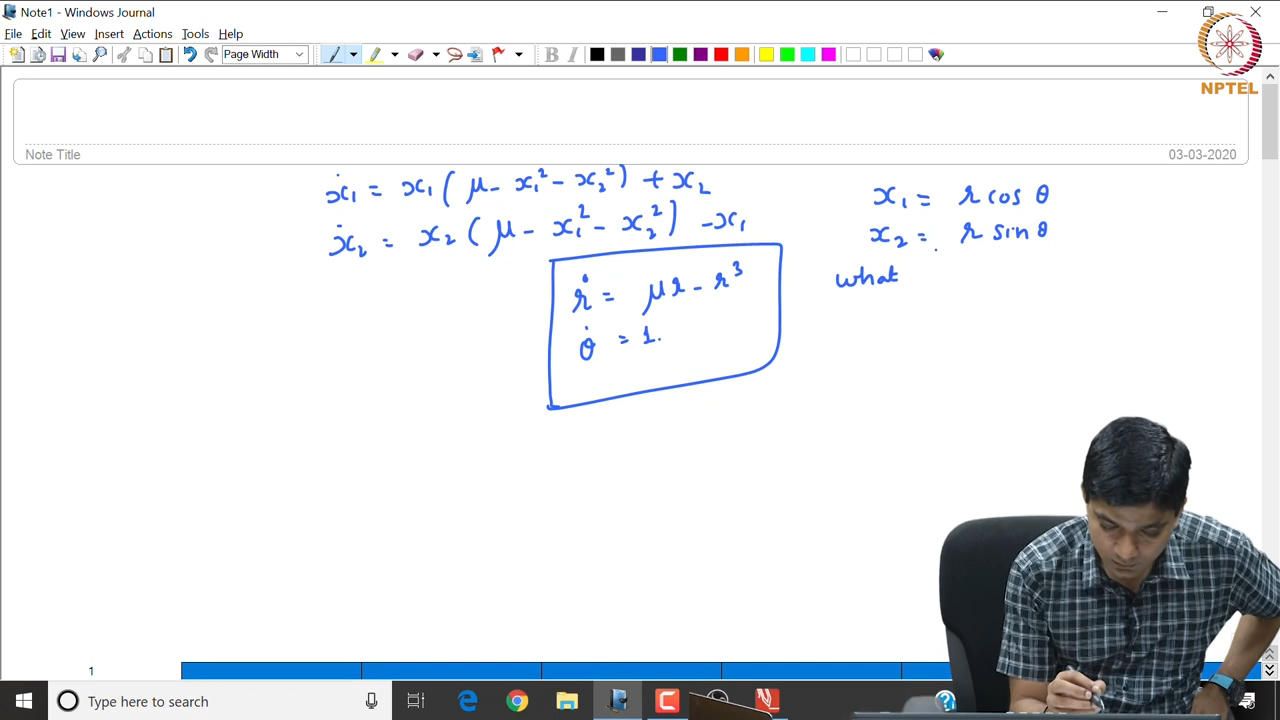 Note1 - Windows Journal
File Edit View Insert Actions Tools Help
Page Width
B I
NPTEL
Note Title
03-03-2020
ẋ₁ = x₁ ( μ - x₁² - x₂² ) + x₂
ẋ₂ = x₂ ( μ - x₁² - x₂² ) - x₁
x₁ = r cos θ
x₂ = r sin θ
ṙ = μr - r³
θ̇ = 1.
what
1
Type here to search